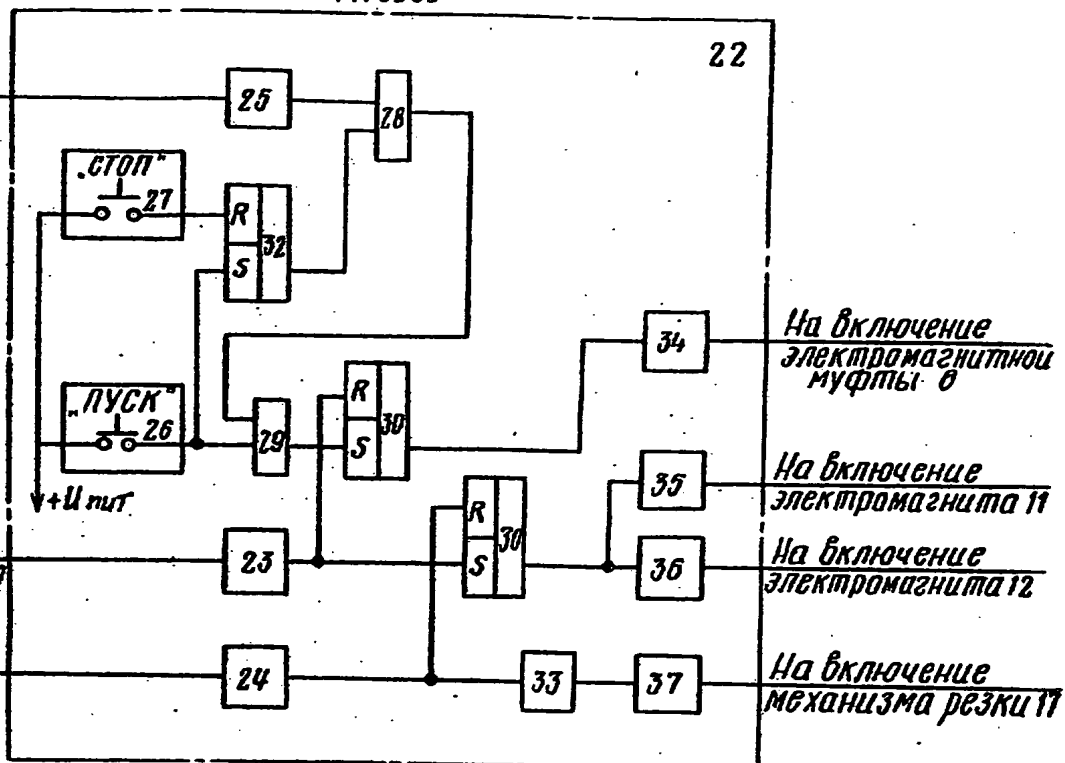 22
25
28
„СТОП"
27
R
32
S
34
На включение
электромагнитной
муфты 8
„ПУСК"
26
29
R
30
S
+U пит
35
На включение
электромагнита 11
R
30
S
23
36
На включение
электромагнита 12
24
33
37
На включение
механизма резки 17